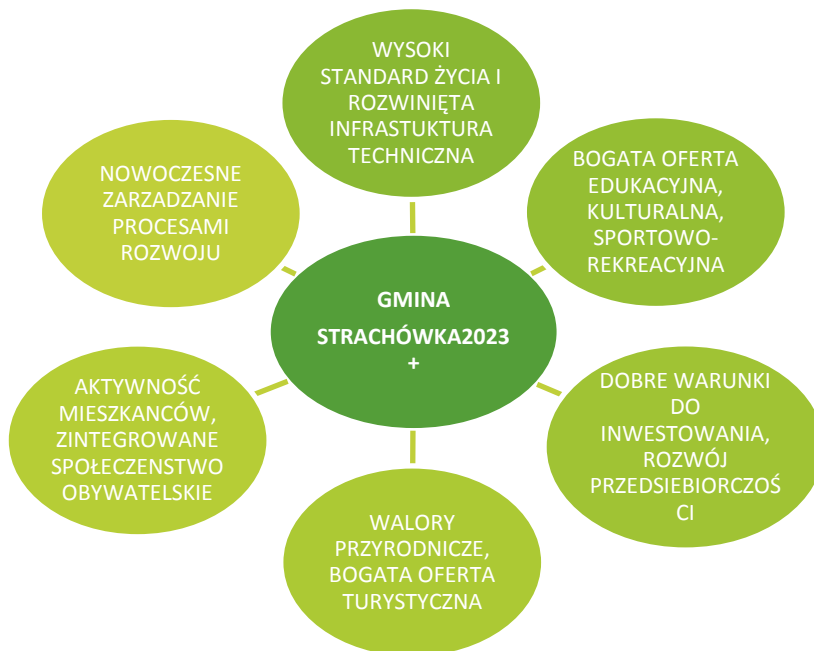 WYSOKI
STANDARD ŻYCIA I
ROZWINIĘTA
INFRASTUKTURA
TECHNICZNA
BOGATA OFERTA
EDUKACYJNA,
KULTURALNA,
SPORTOWO-
REKREACYJNA
DOBRE WARUNKI
DO
INWESTOWANIA,
ROZWÓJ
PRZEDSIEBIORCZOŚ
CI
WALORY
PRZYRODNICZE,
BOGATA OFERTA
TURYSTYCZNA
AKTYWNOŚĆ
MIESZKANCÓW,
ZINTEGROWANE
SPOŁECZENSTWO
OBYWATELSKIE
NOWOCZESNE
ZARZADZANIE
PROCESAMI
ROZWOJU
GMINA
STRACHÓWKA2023
+